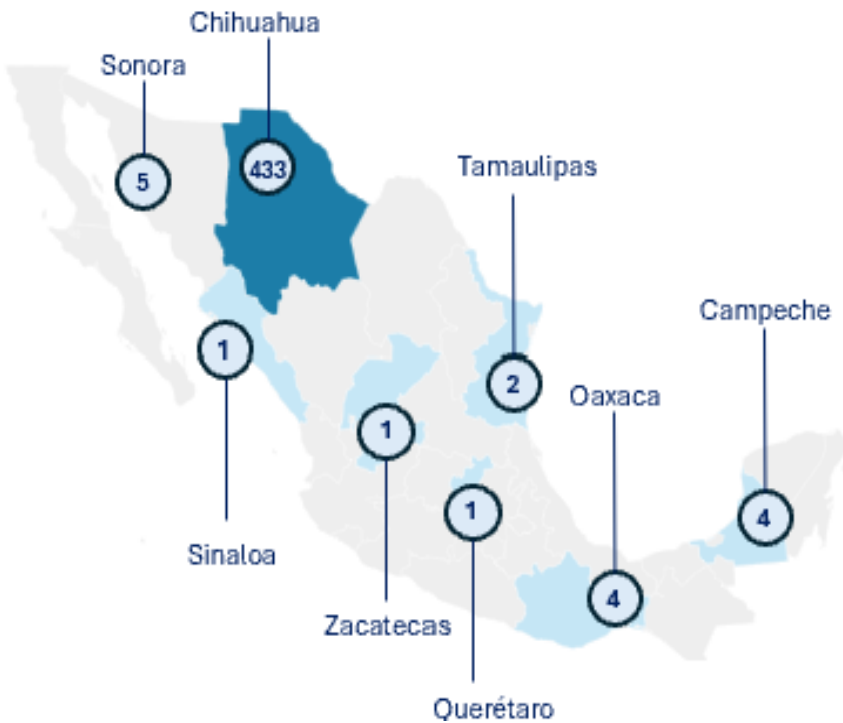 Chihuahua
Sonora
433
5
Tamaulipas
Campeche
1
2
Oaxaca
1
1
4
Sinaloa
4
Zacatecas
Querétaro